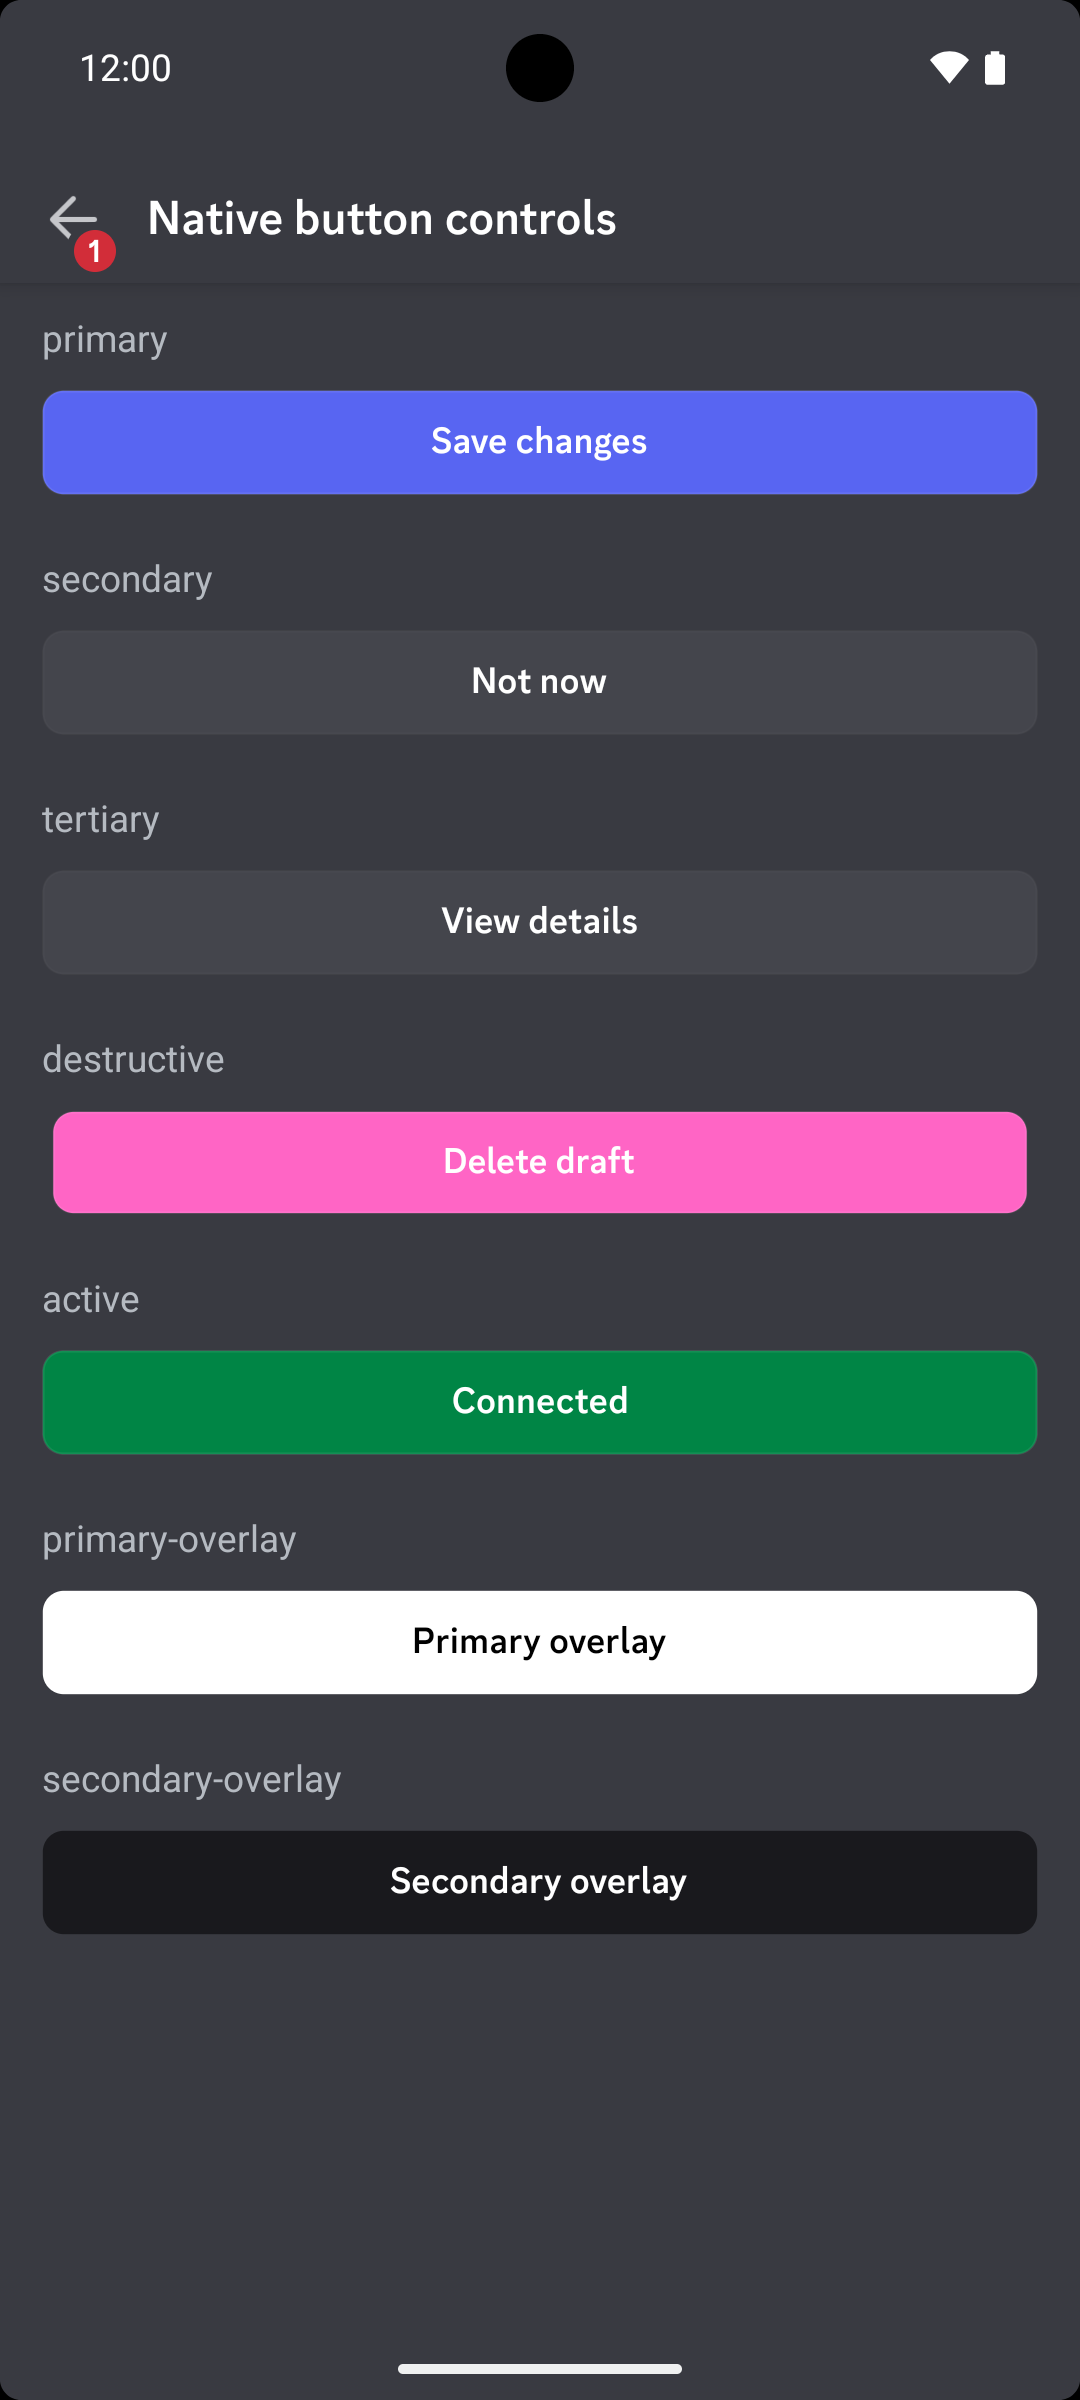 12:00
Native button controls
1
primary
Save changes
secondary
Not now
tertiary
View details
destructive
Delete draft
active
Connected
primary-overlay
Primary overlay
secondary-overlay
Secondary overlay